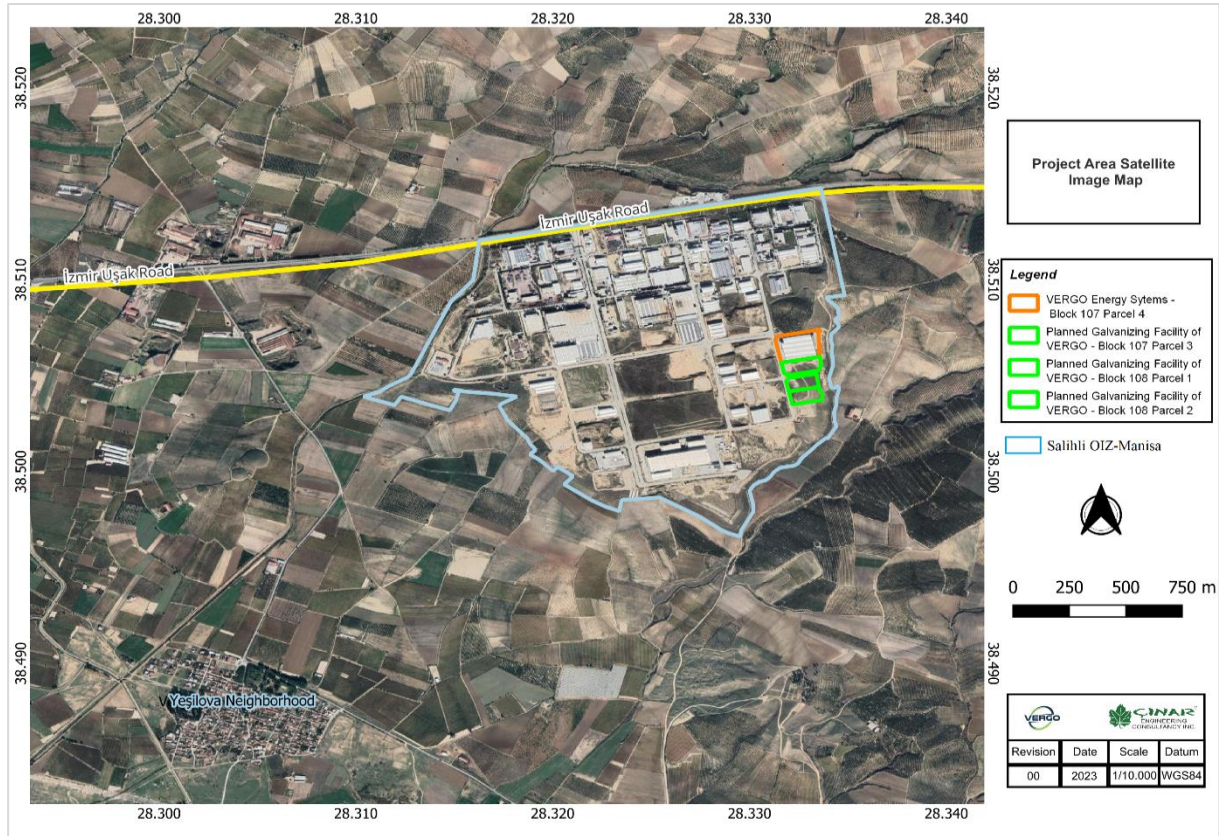 28.300 28.310 28.320 28.330 28.340
38.520
38.510
38.500
38.490
38.520
38.510
38.500
38.490
İzmir Uşak Road
İzmir Uşak Road
Yeşilova Neighborhood
28.300 28.310 28.320 28.330 28.340
Project Area Satellite
Image Map
Legend
VERGO Energy Sytems -
Block 107 Parcel 4
Planned Galvanizing Facility of
VERGO - Block 107 Parcel 3
Planned Galvanizing Facility of
VERGO - Block 108 Parcel 1
Planned Galvanizing Facility of
VERGO - Block 108 Parcel 2
Salihli OIZ-Manisa
0 250 500 750 m
VERGO
ÇINAR
ENGINEERING
CONSULTANCY INC.
Revision Date Scale Datum
00 2023 1/10.000 WGS84